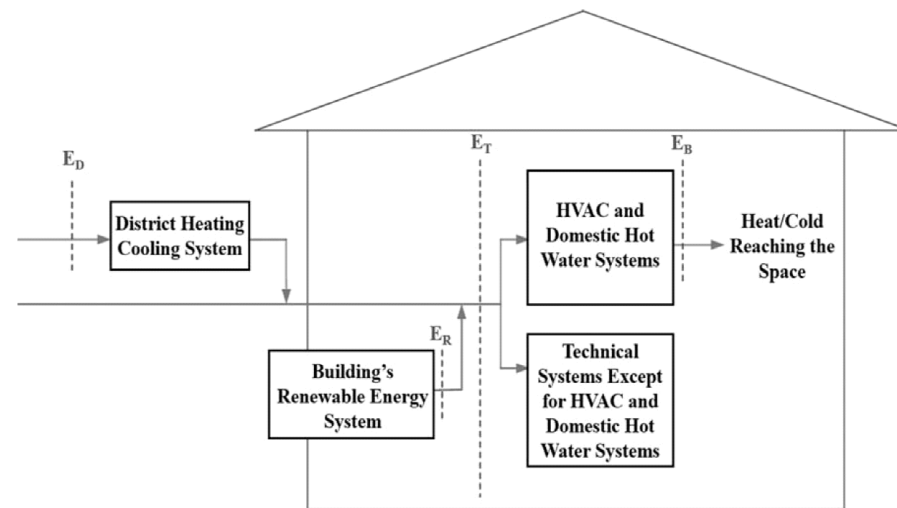 E_D
District Heating
Cooling System
E_T
HVAC and
Domestic Hot
Water Systems
E_B
Heat/Cold
Reaching the
Space
Building's
Renewable Energy
System
E_R
Technical
Systems Except
for HVAC and
Domestic Hot
Water Systems